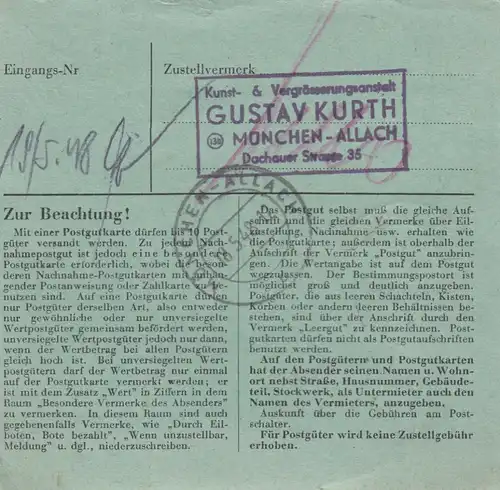 Eingangs-Nr
Zustellvermerk
Kunst- & Vergrösserungsanstalt
GUSTAV KURTH
(13b) MÜNCHEN-ALLACH
Dachauer Strasse 35
19/5.48
MÜNCHEN-ALLACH
Zur Beachtung!
Mit einer Postgutkarte dürfen bis 10 Post-
güter versandt werden. Zu jedem Nach-
nahmepostgut ist jedoch eine besondere
Postgutkarte erforderlich, wobei die beson-
deren Nachnahme-Postgutkarten mit anhän-
gender Postanweisung oder Zahlkarte zu be-
nutzen sind. Auf eine Postgutkarte dürfen
nur Postgüter derselben Art, also entweder
nur gewöhnliche oder nur unversiegelte
Wertpostgüter gemeinsam befördert werden,
unversiegelte Wertpostgüter jedoch nur dann,
wenn der Wertbetrag bei allen Postgütern
gleich hoch ist. Bei unversiegelten Wert-
postgütern darf der Wertbetrag nur einmal
auf der Postgutkarte vermerkt werden; er
ist mit dem Zusatz „Wert" in Ziffern in dem
Raum „Besondere Vermerke des Absenders"
zu vermerken. In diesem Raum sind auch
gegebenenfalls Vermerke, wie „Durch Eil-
boten, Bote bezahlt", „Wenn unzustellbar,
Meldung" u. dgl., niederzuschreiben.
Das Postgut selbst muß die gleiche Auf-
schrift und die gleichen Vermerke über Eil-
zustellung, Nachnahme usw. erhalten wie
die Postgutkarte; außerdem ist oberhalb der
Aufschrift der Vermerk „Postgut" anzubrin-
gen. Die Wertangabe ist auf dem Postgut
wegzulassen. Der Bestimmungspostort ist
möglichst groß und deutlich anzugeben.
Postgüter, die aus leeren Schachteln, Kisten,
Körben oder andern (leeren Behältnissen be-
stehen, sind über der Anschrift durch den
Vermerk „Leergut" zu kennzeichnen. Post-
gutkarten dürfen nicht als Postgutaufschriften
benutzt werden.
Auf den Postgütern und Postgutkarten
hat der Absender seinen Namen u. Wohn-
ort nebst Straße, Hausnummer, Gebäude-
teil, Stockwerk, als Untermieter auch den
Namen des Vermieters, anzugeben.
Auskunft über die Gebühren am Post-
schalter.
Für Postgüter wird keine Zustellgebühr
erhoben.